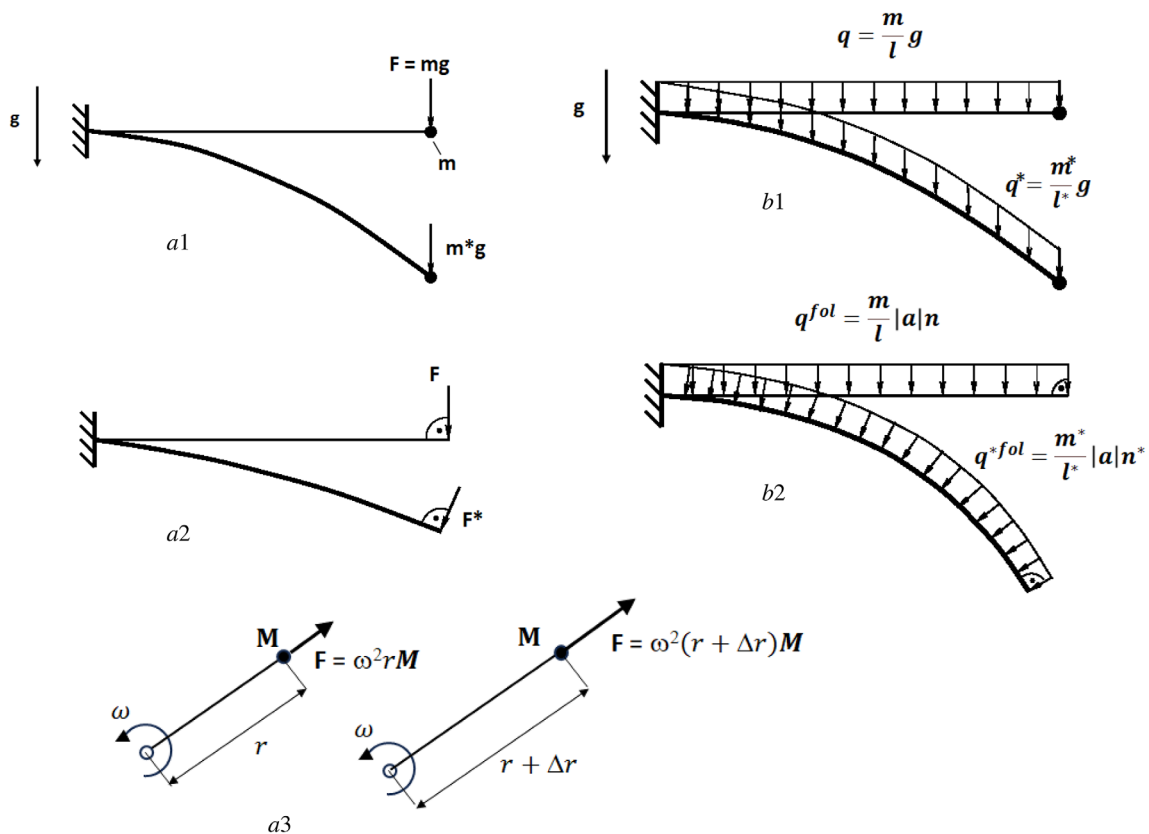 F = mg
g
m
a1
m*g
q = m/l g
g
q* = m*/l* g
b1
q^fol = m/l |a|n
F
F*
a2
q*^fol = m*/l* |a|n*
b2
M
F = ω²rM
ω
r
M
F = ω²(r + Δr)M
ω
r + Δr
a3